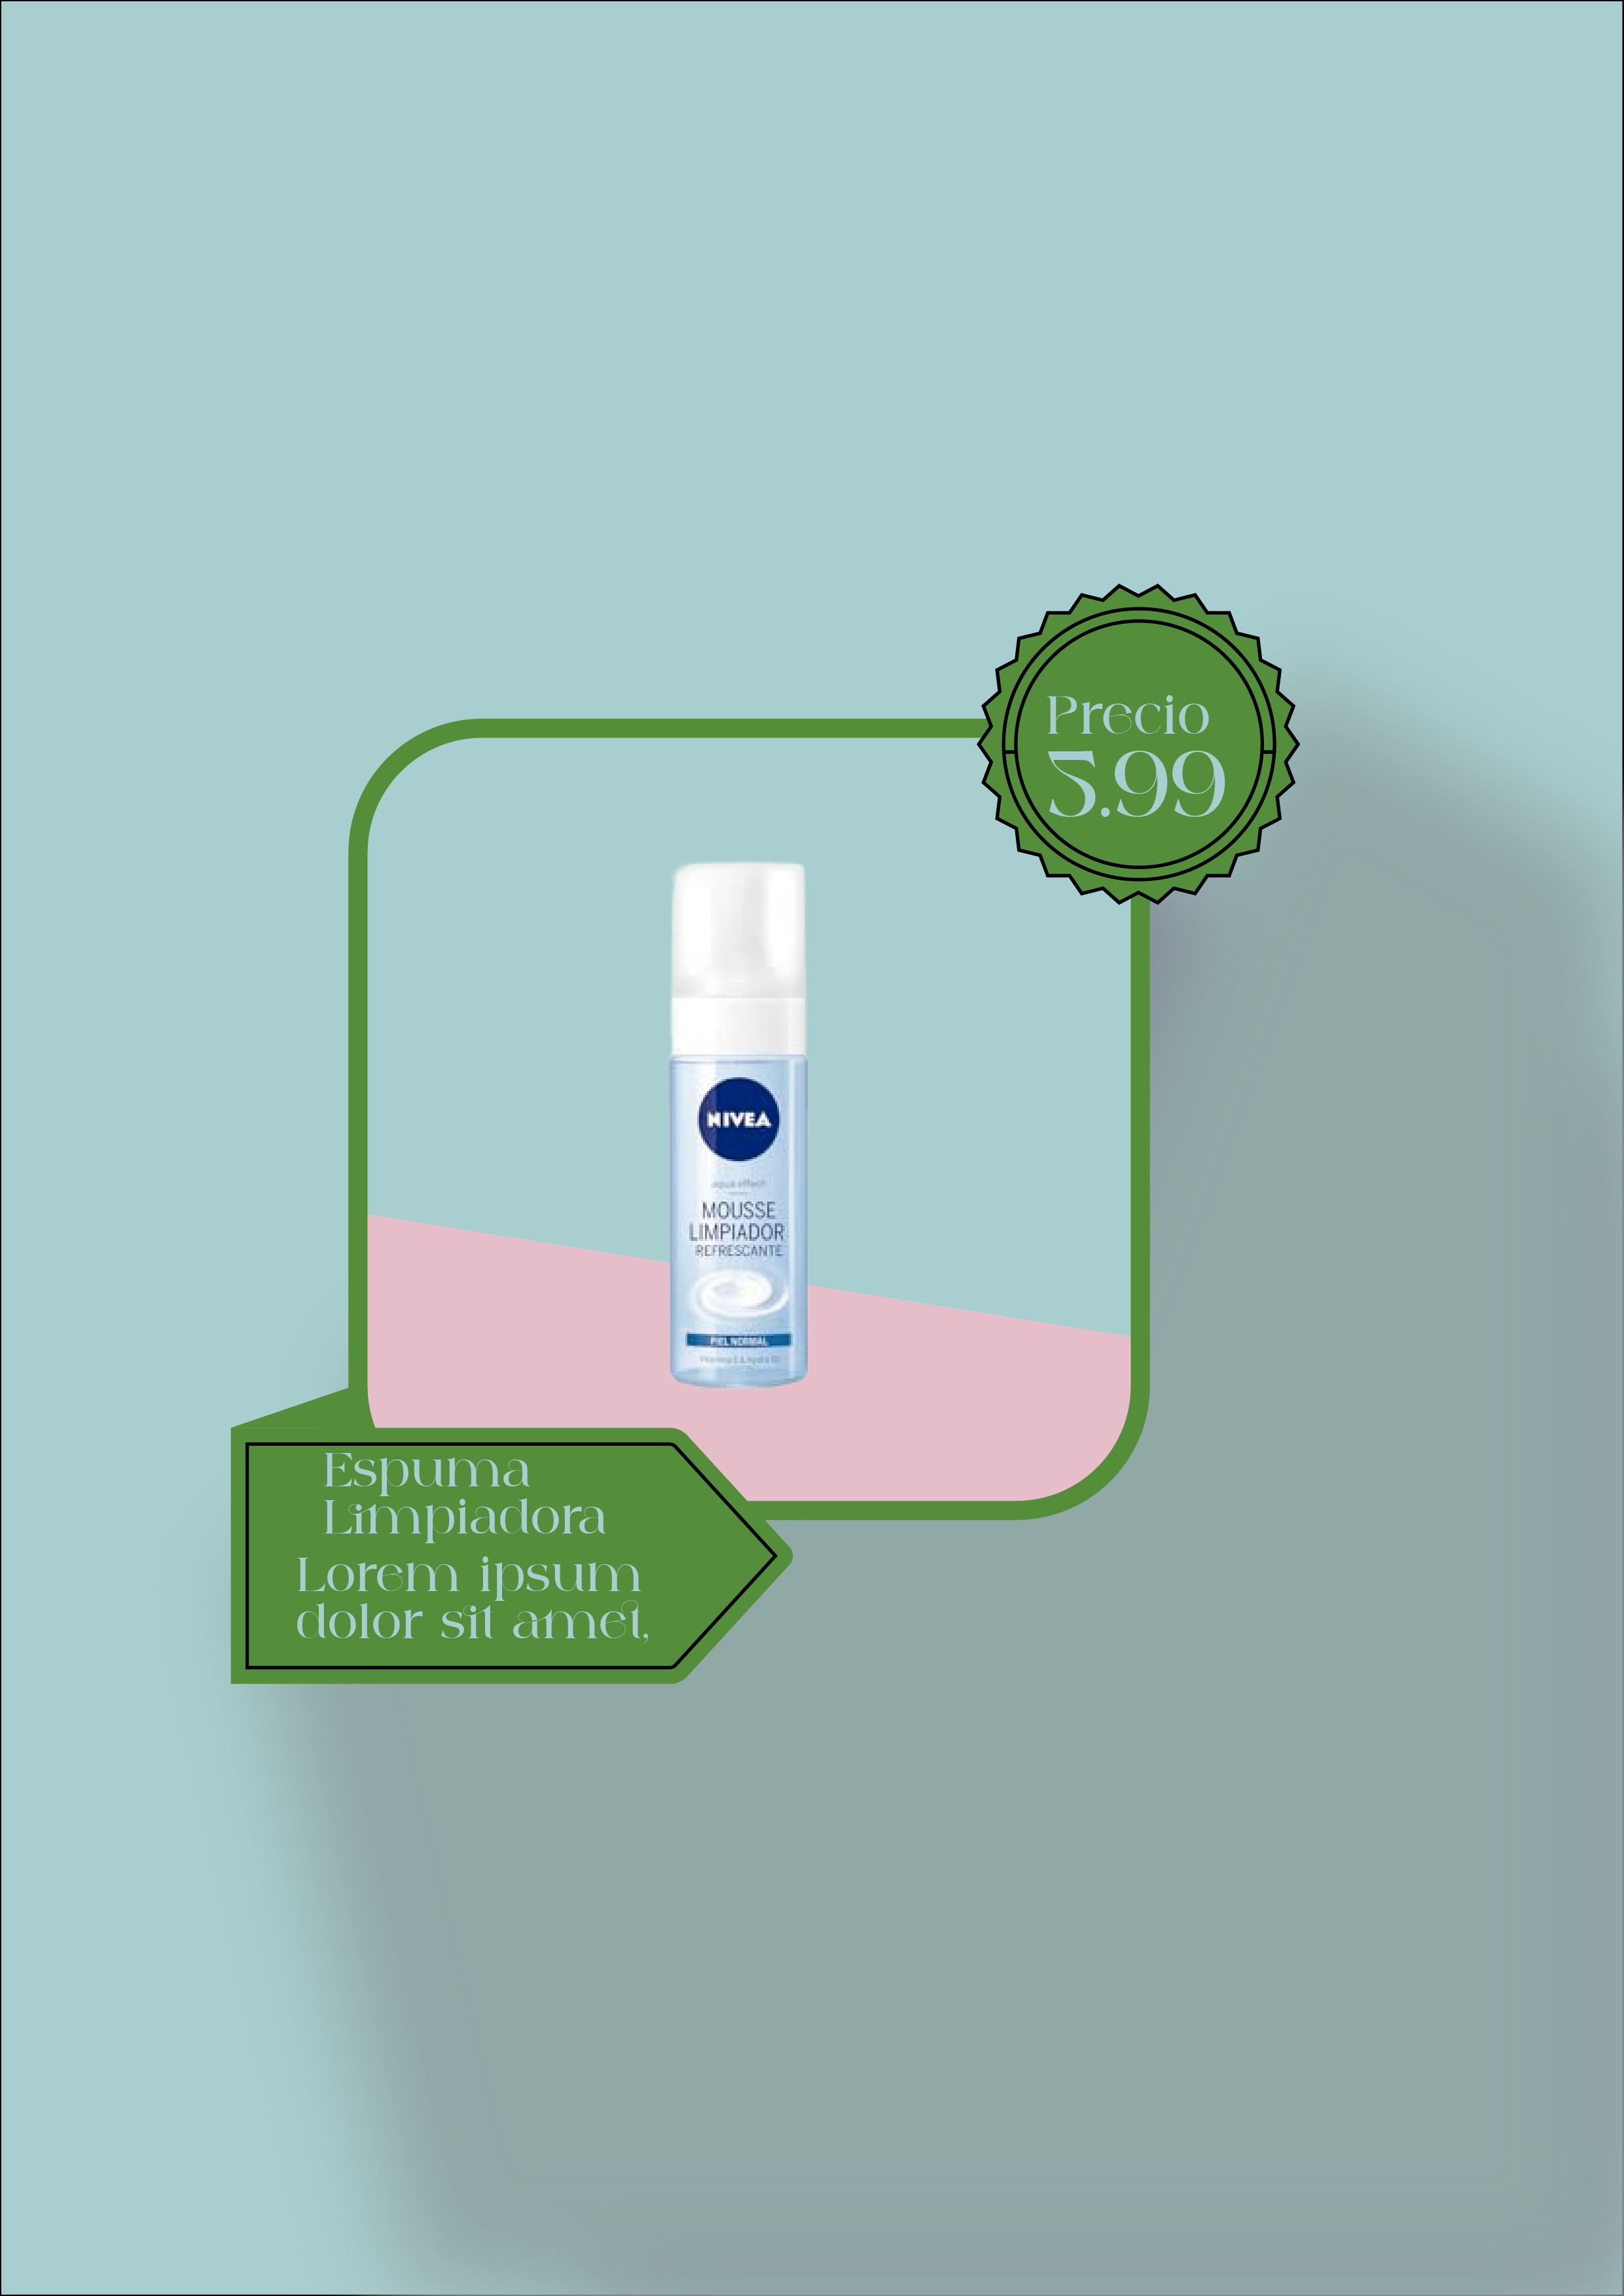 Precio
5.99
NIVEA
aqua effect
MOUSSE
LIMPIADOR
REFRESCANTE
PIEL NORMAL
Espuma
Limpiadora
Lorem ipsum
dolor sit amet,